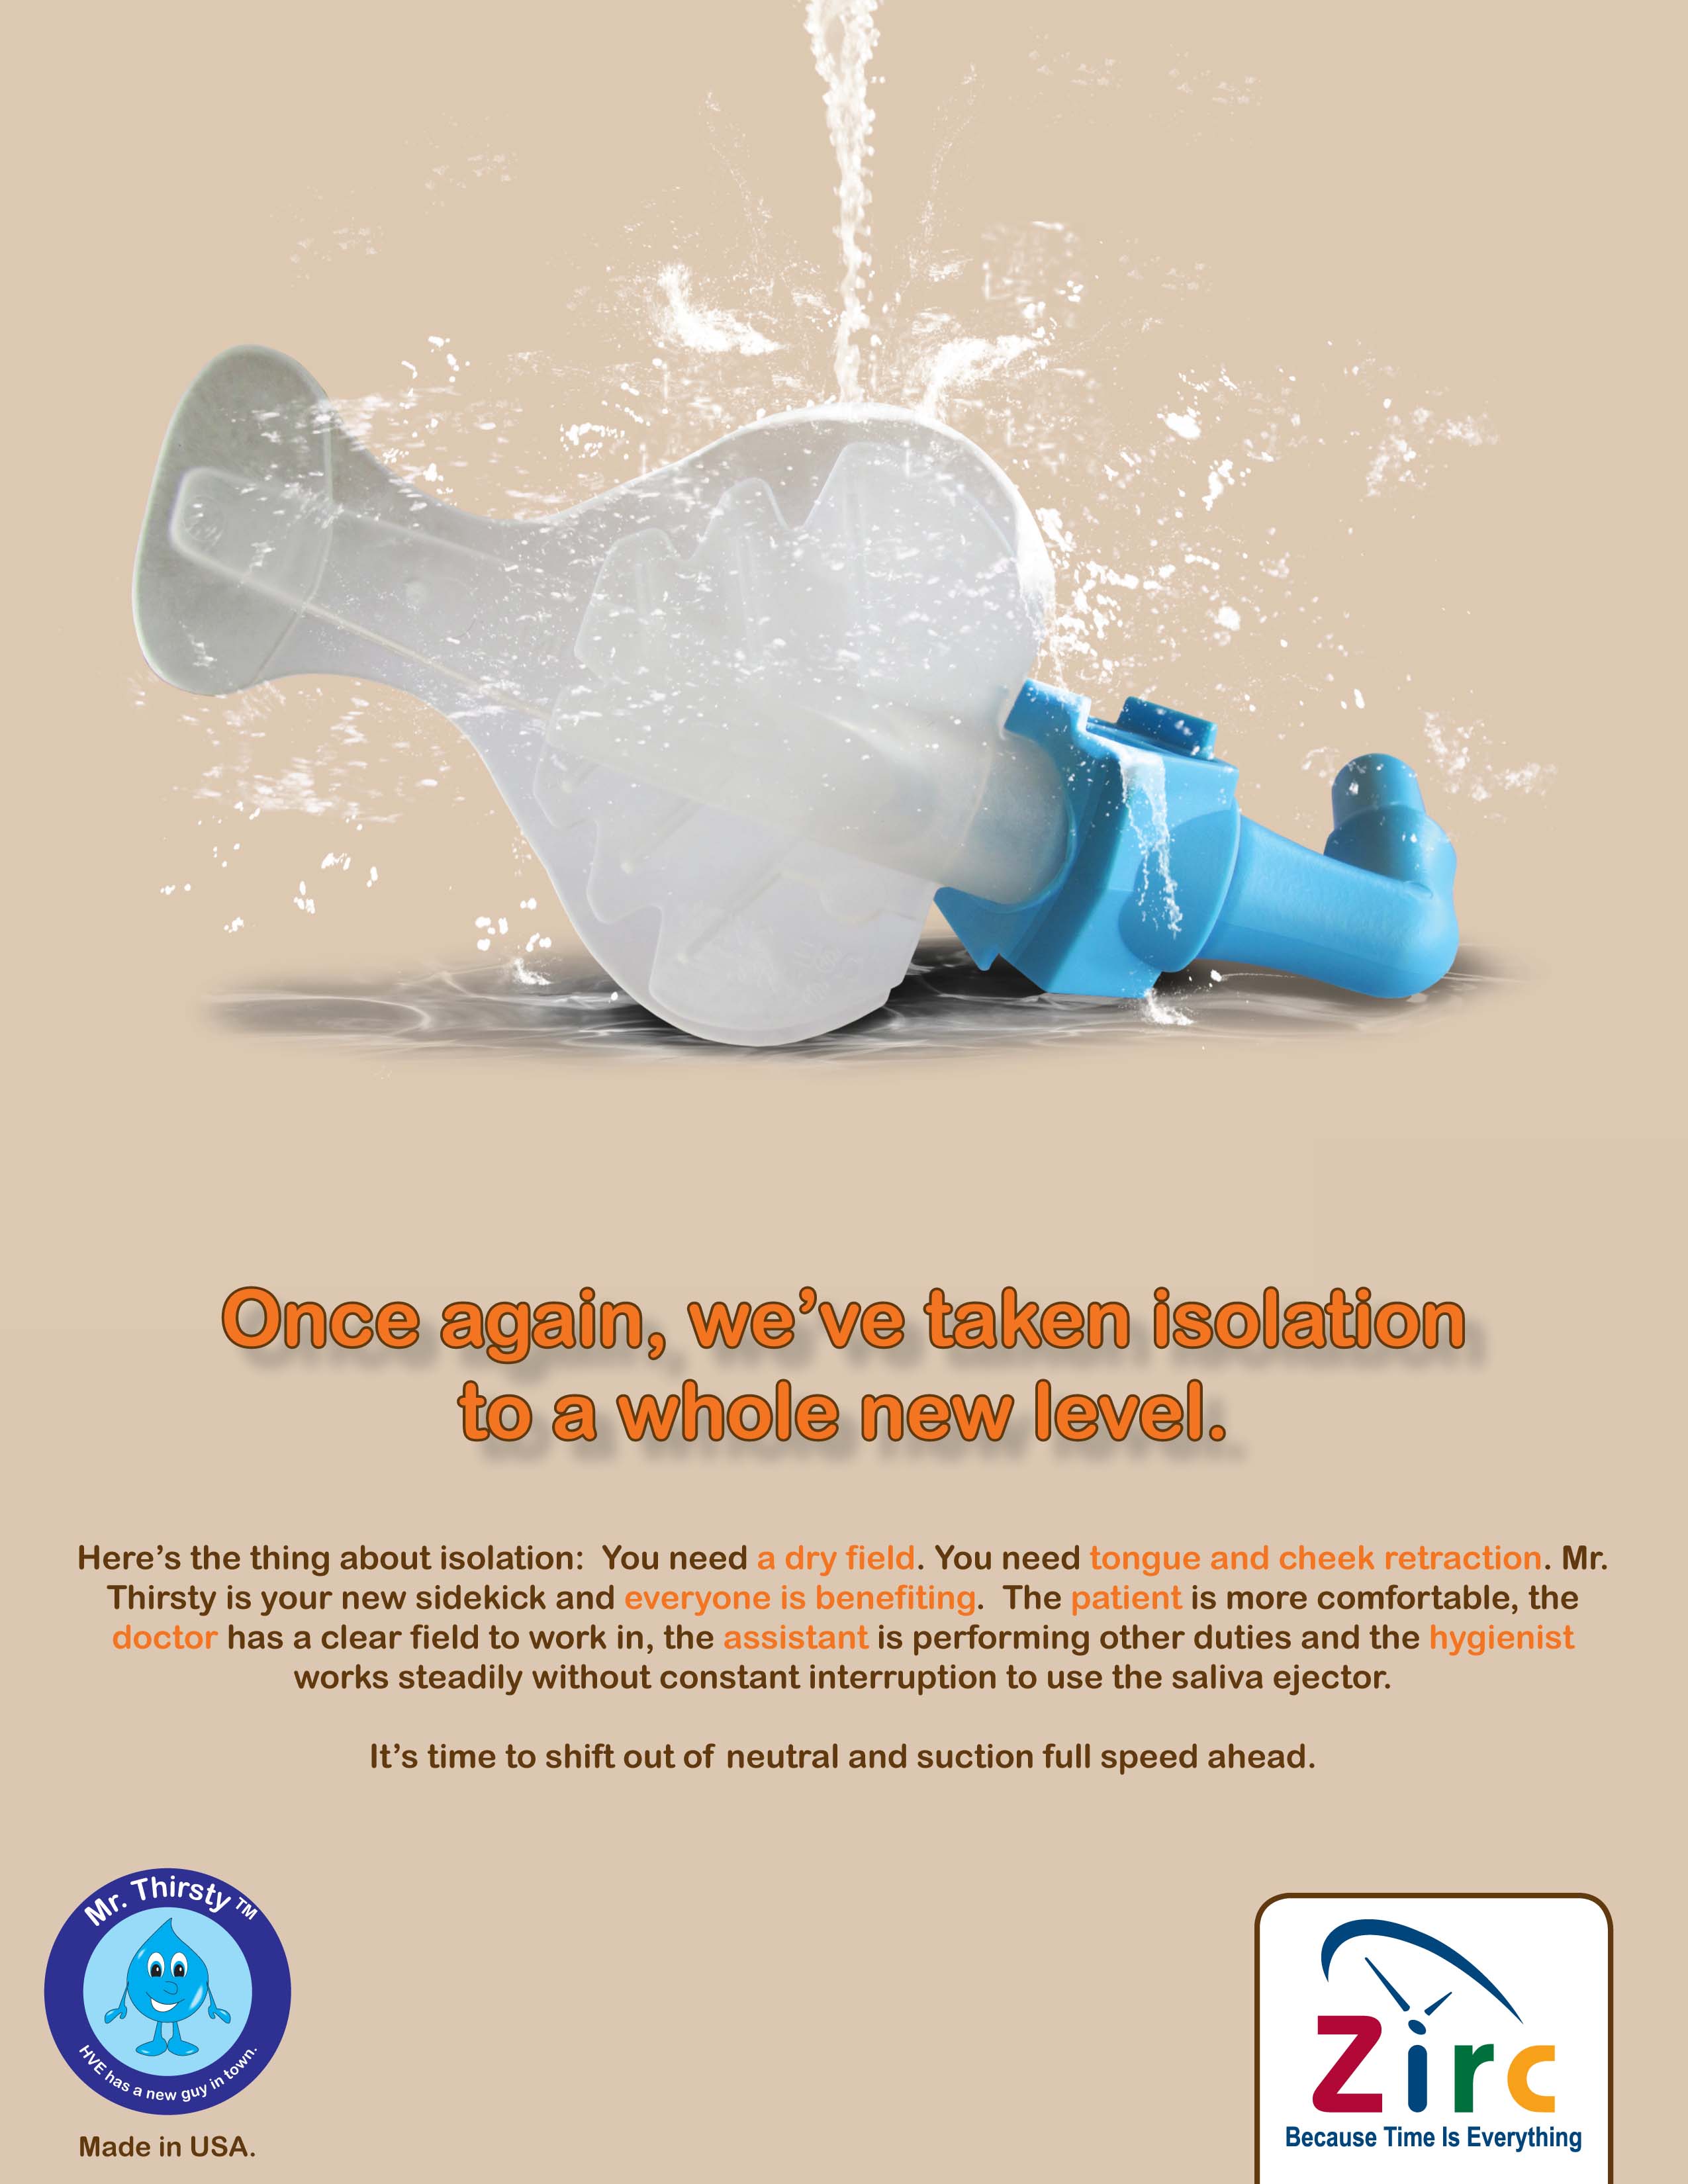 Once again, we've taken isolation
to a whole new level.
Here's the thing about isolation:  You need a dry field. You need tongue and cheek retraction. Mr.
Thirsty is your new sidekick and everyone is benefiting.  The patient is more comfortable, the
doctor has a clear field to work in, the assistant is performing other duties and the hygienist
works steadily without constant interruption to use the saliva ejector.
It's time to shift out of neutral and suction full speed ahead.
Mr. Thirsty TM
HVE has a new guy in town.
Made in USA.
Zirc
Because Time Is Everything